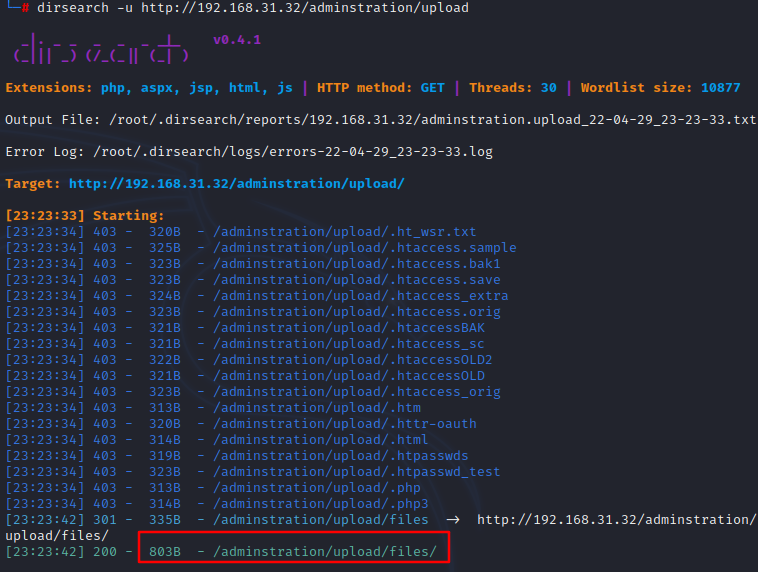 └─# dirsearch -u http://192.168.31.32/adminstration/upload
_|. _ _  _  _  _ _|_    v0.4.1
(_||| _) (/_(_|| (_| )
Extensions: php, aspx, jsp, html, js | HTTP method: GET | Threads: 30 | Wordlist size: 10877
Output File: /root/.dirsearch/reports/192.168.31.32/adminstration.upload_22-04-29_23-23-33.txt
Error Log: /root/.dirsearch/logs/errors-22-04-29_23-23-33.log
Target: http://192.168.31.32/adminstration/upload/
[23:23:33] Starting:
[23:23:34] 403 -  320B  - /adminstration/upload/.ht_wsr.txt
[23:23:34] 403 -  325B  - /adminstration/upload/.htaccess.sample
[23:23:34] 403 -  323B  - /adminstration/upload/.htaccess.bak1
[23:23:34] 403 -  323B  - /adminstration/upload/.htaccess.save
[23:23:34] 403 -  324B  - /adminstration/upload/.htaccess_extra
[23:23:34] 403 -  323B  - /adminstration/upload/.htaccess.orig
[23:23:34] 403 -  321B  - /adminstration/upload/.htaccessBAK
[23:23:34] 403 -  321B  - /adminstration/upload/.htaccess_sc
[23:23:34] 403 -  322B  - /adminstration/upload/.htaccessOLD2
[23:23:34] 403 -  321B  - /adminstration/upload/.htaccessOLD
[23:23:34] 403 -  323B  - /adminstration/upload/.htaccess_orig
[23:23:34] 403 -  313B  - /adminstration/upload/.htm
[23:23:34] 403 -  320B  - /adminstration/upload/.httr-oauth
[23:23:34] 403 -  314B  - /adminstration/upload/.html
[23:23:34] 403 -  319B  - /adminstration/upload/.htpasswds
[23:23:34] 403 -  323B  - /adminstration/upload/.htpasswd_test
[23:23:34] 403 -  313B  - /adminstration/upload/.php
[23:23:34] 403 -  314B  - /adminstration/upload/.php3
[23:23:42] 301 -  335B  - /adminstration/upload/files  ->  http://192.168.31.32/adminstration/
upload/files/
[23:23:42] 200 -  803B  - /adminstration/upload/files/